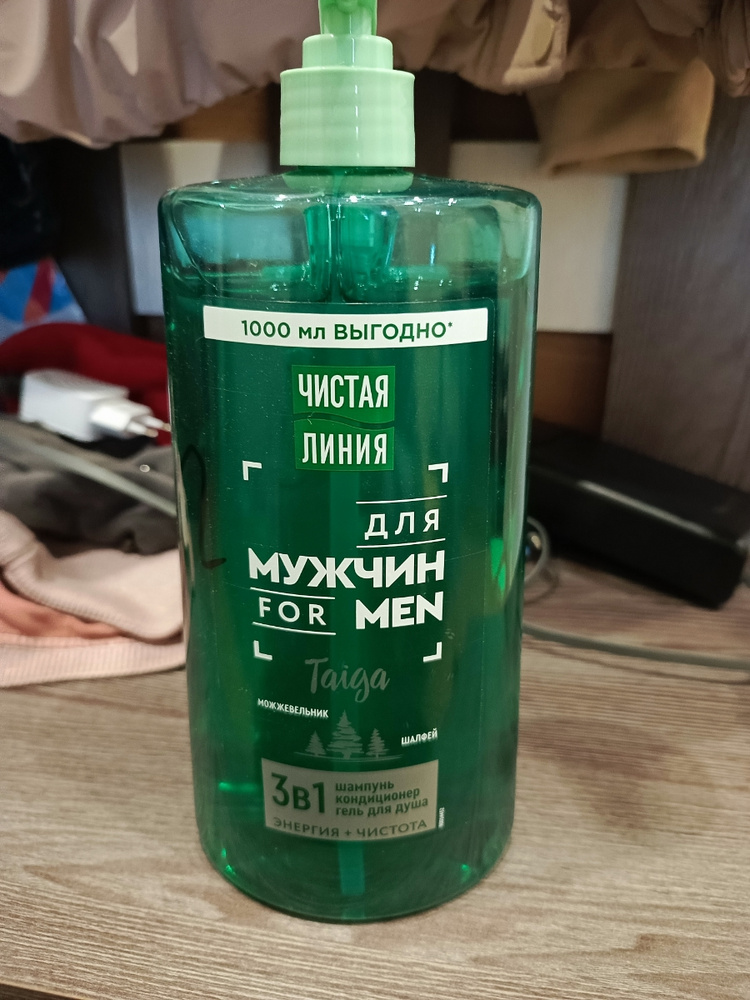 1000 мл ВЫГОДНО*
ЧИСТАЯ
ЛИНИЯ
ДЛЯ
МУЖЧИН
FOR MEN
Taiga
МОЖЖЕВЕЛЬНИК
ШАЛФЕЙ
3в1
шампунь
кондиционер
гель для душа
ЭНЕРГИЯ + ЧИСТОТА